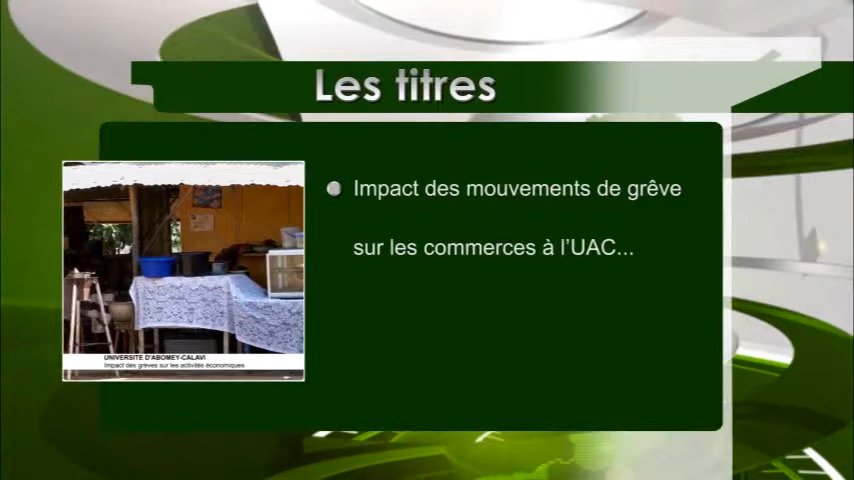 Les titres
Impact des mouvements de grêve
sur les commerces à l'UAC...
UNIVERSITE D'ABOMEY-CALAVI
Impact des grèves sur les activités économiques